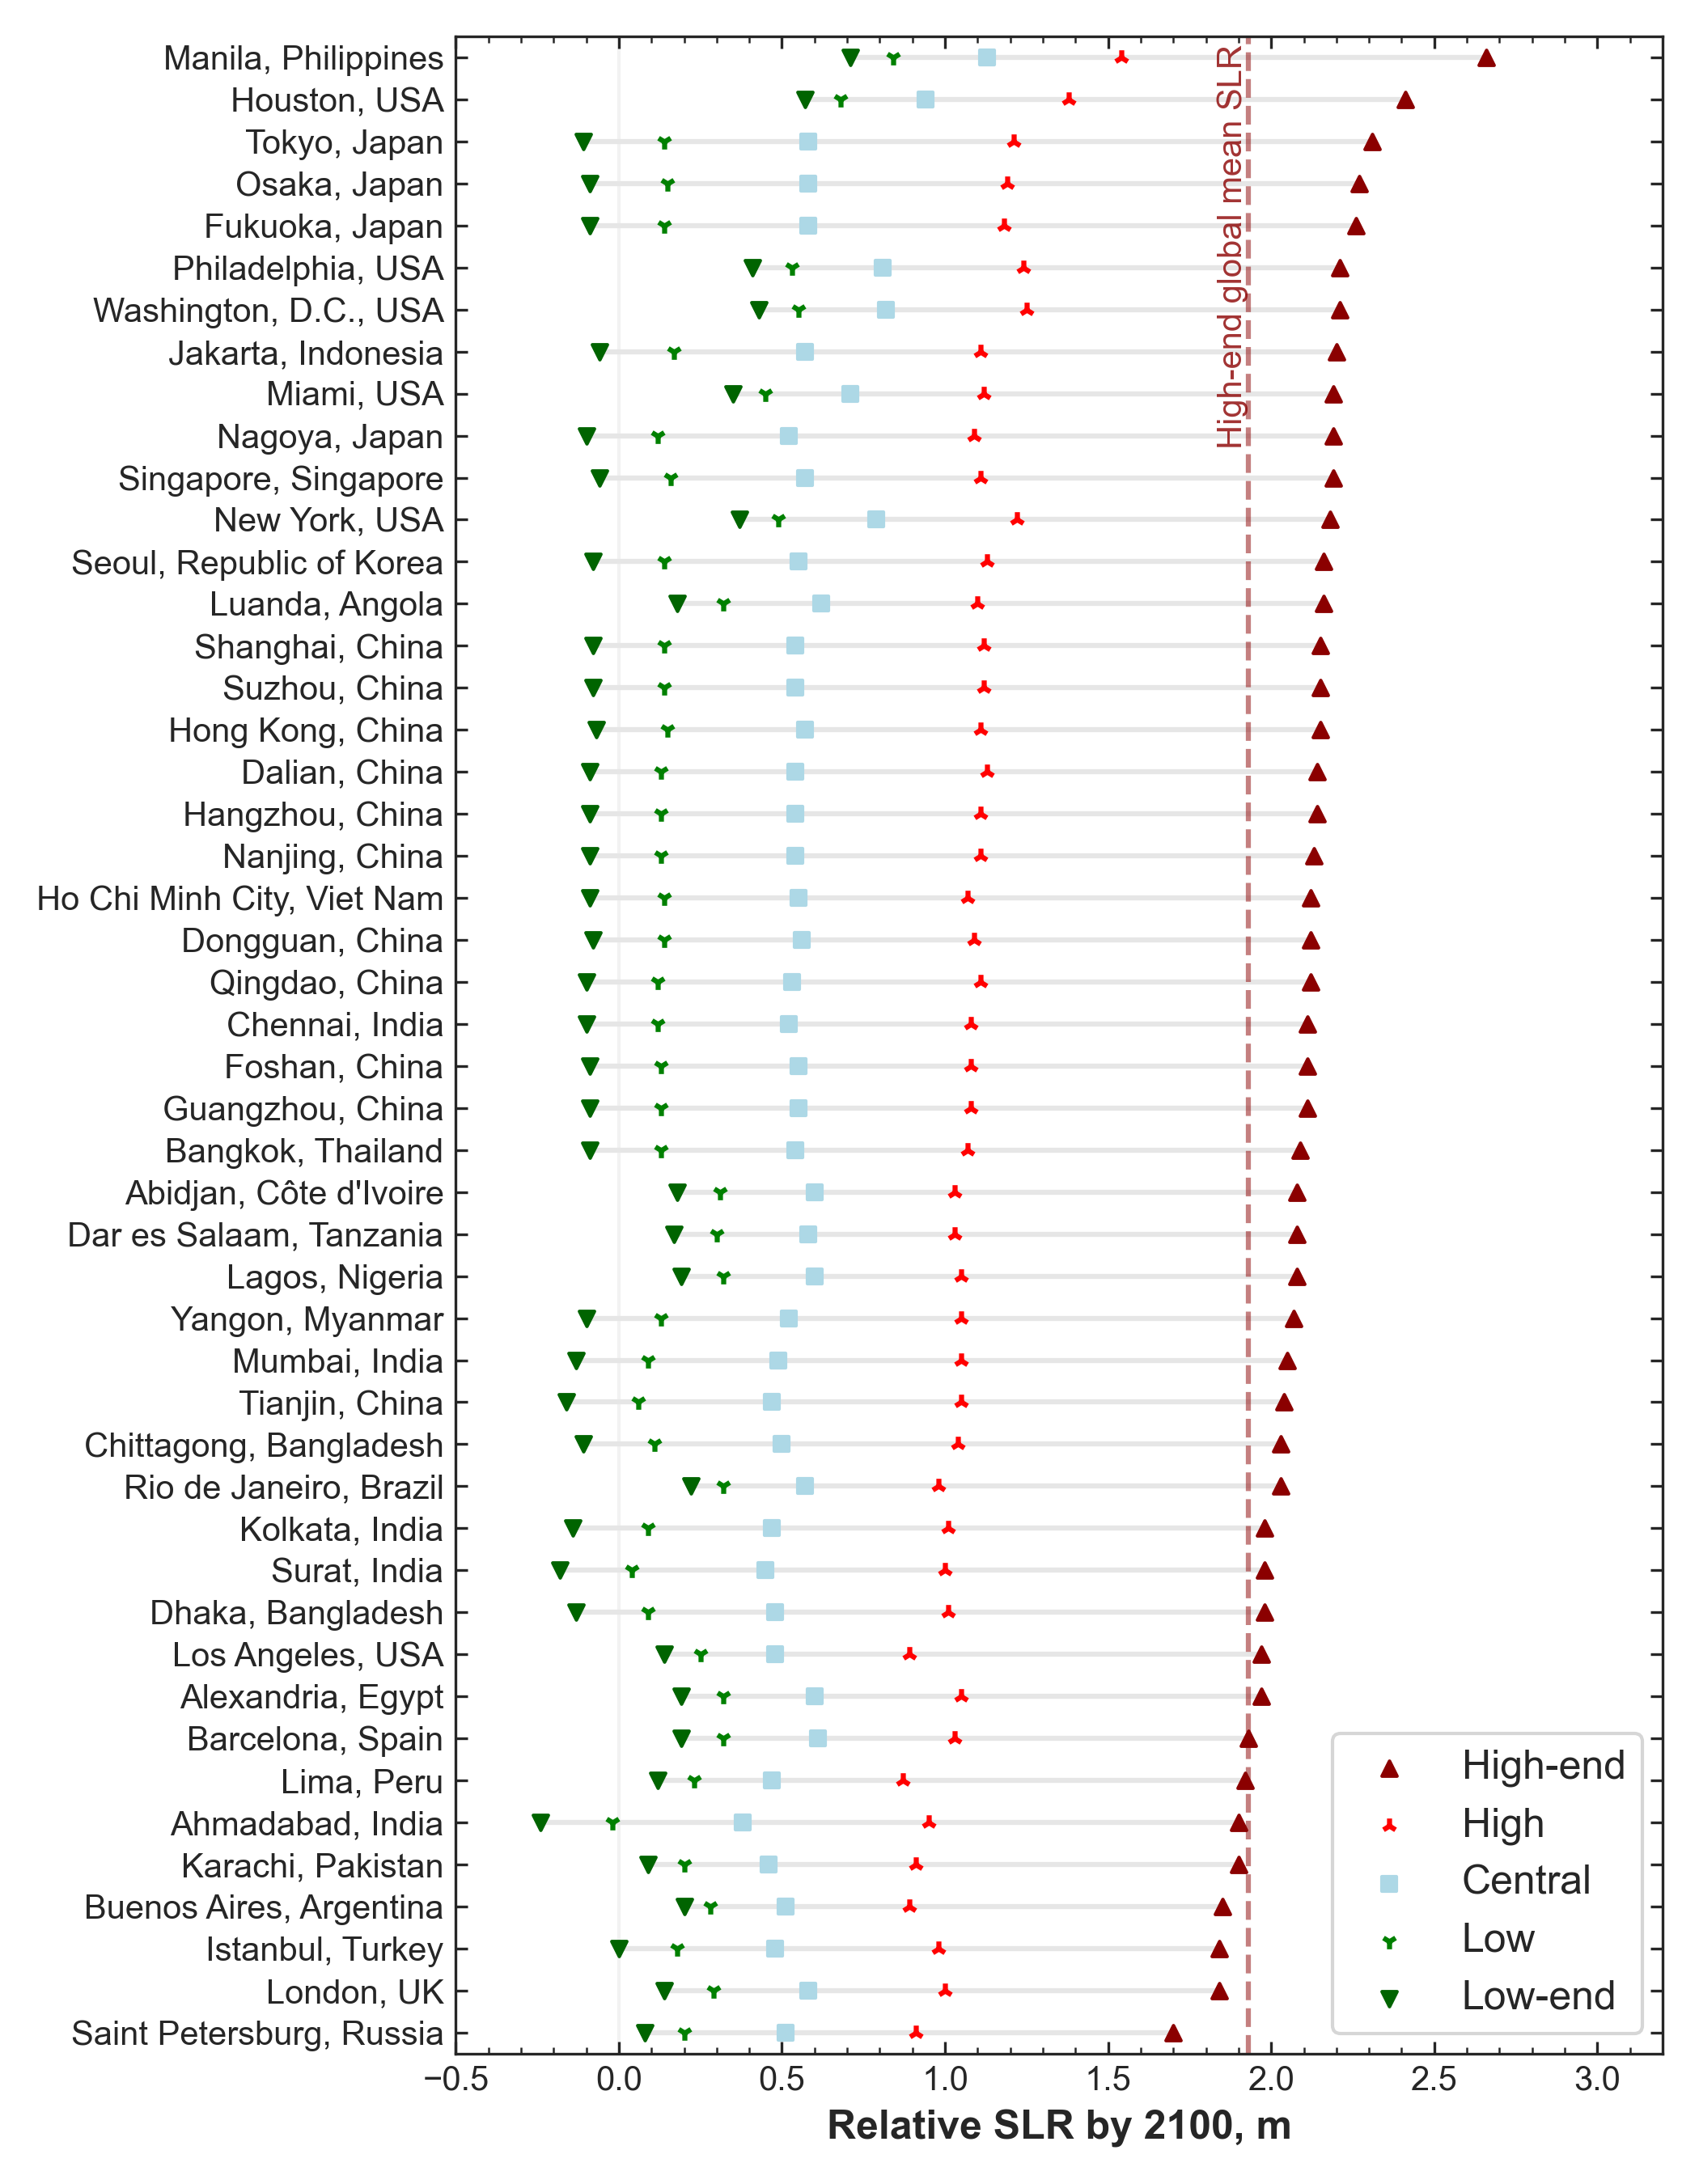 Manila, Philippines
Houston, USA
Tokyo, Japan
Osaka, Japan
Fukuoka, Japan
Philadelphia, USA
Washington, D.C., USA
Jakarta, Indonesia
Miami, USA
Nagoya, Japan
Singapore, Singapore
New York, USA
Seoul, Republic of Korea
Luanda, Angola
Shanghai, China
Suzhou, China
Hong Kong, China
Dalian, China
Hangzhou, China
Nanjing, China
Ho Chi Minh City, Viet Nam
Dongguan, China
Qingdao, China
Chennai, India
Foshan, China
Guangzhou, China
Bangkok, Thailand
Abidjan, Côte d'Ivoire
Dar es Salaam, Tanzania
Lagos, Nigeria
Yangon, Myanmar
Mumbai, India
Tianjin, China
Chittagong, Bangladesh
Rio de Janeiro, Brazil
Kolkata, India
Surat, India
Dhaka, Bangladesh
Los Angeles, USA
Alexandria, Egypt
Barcelona, Spain
Lima, Peru
Ahmadabad, India
Karachi, Pakistan
Buenos Aires, Argentina
Istanbul, Turkey
London, UK
Saint Petersburg, Russia
High-end global mean SLR
High-end
High
Central
Low
Low-end
−0.5 0.0 0.5 1.0 1.5 2.0 2.5 3.0
Relative SLR by 2100, m